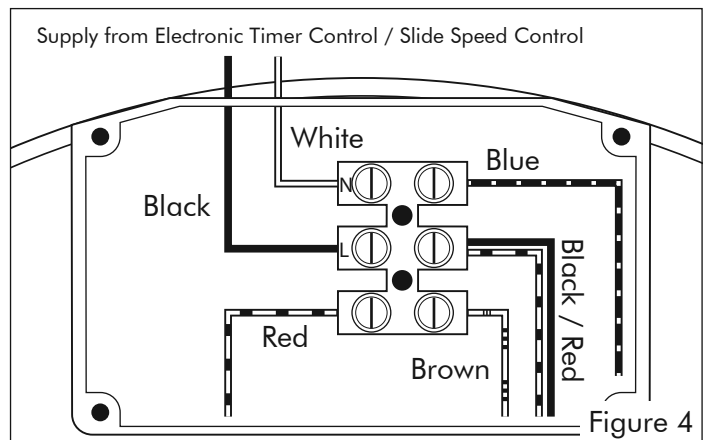 Supply from Electronic Timer Control / Slide Speed Control
White
Blue
N
Black
L
Black / Red
Red
Brown
Figure 4